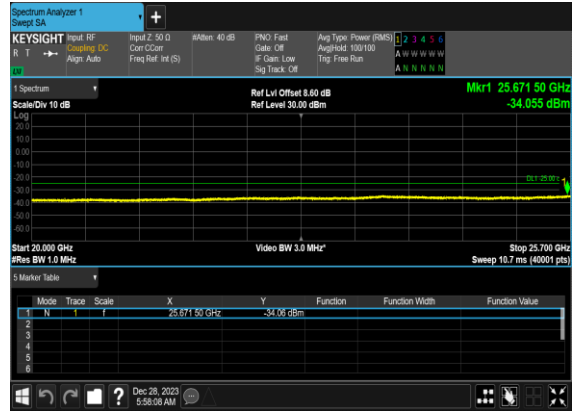 Spectrum Analyzer 1
Swept SA
+
KEYSIGHT Input: RF Input Z: 50 Ω #Atten: 40 dB PNO: Fast Avg Type: Power (RMS) 1 2 3 4 5 6
R T Coupling: DC Corr CCorr Gate: Off Avg|Hold: 100/100 A W W W W W
Align: Auto Freq Ref: Int (S) IF Gain: Low Trig: Free Run
Sig Track: Off A N N N N N
1 Spectrum Ref Lvl Offset 8.60 dB Mkr1 25.671 50 GHz
Scale/Div 10 dB Ref Level 30.00 dBm -34.055 dBm
Log
20.0
10.0
0.00
-10.0
-20.0
-30.0
-40.0
-50.0
-60.0
1
Start 20.000 GHz Video BW 3.0 MHz* Stop 25.700 GHz
#Res BW 1.0 MHz Sweep 10.7 ms (40001 pts)
5 Marker Table
Mode Trace Scale X Y Function Function Width Function Value
1 N 1 f 25.671 50 GHz -34.06 dBm
2
3
4
5
6
? Dec 28, 2023
5:58:08 AM